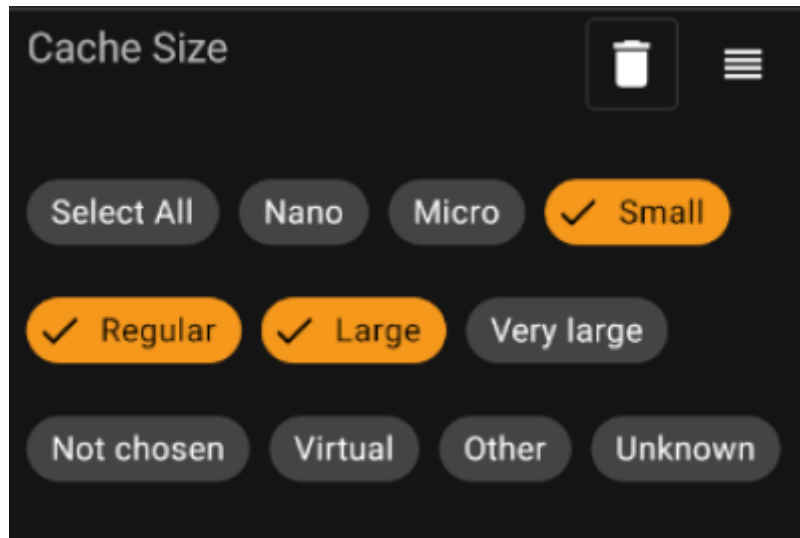 Cache Size
Select All Nano Micro Small
Regular Large Very large
Not chosen Virtual Other Unknown